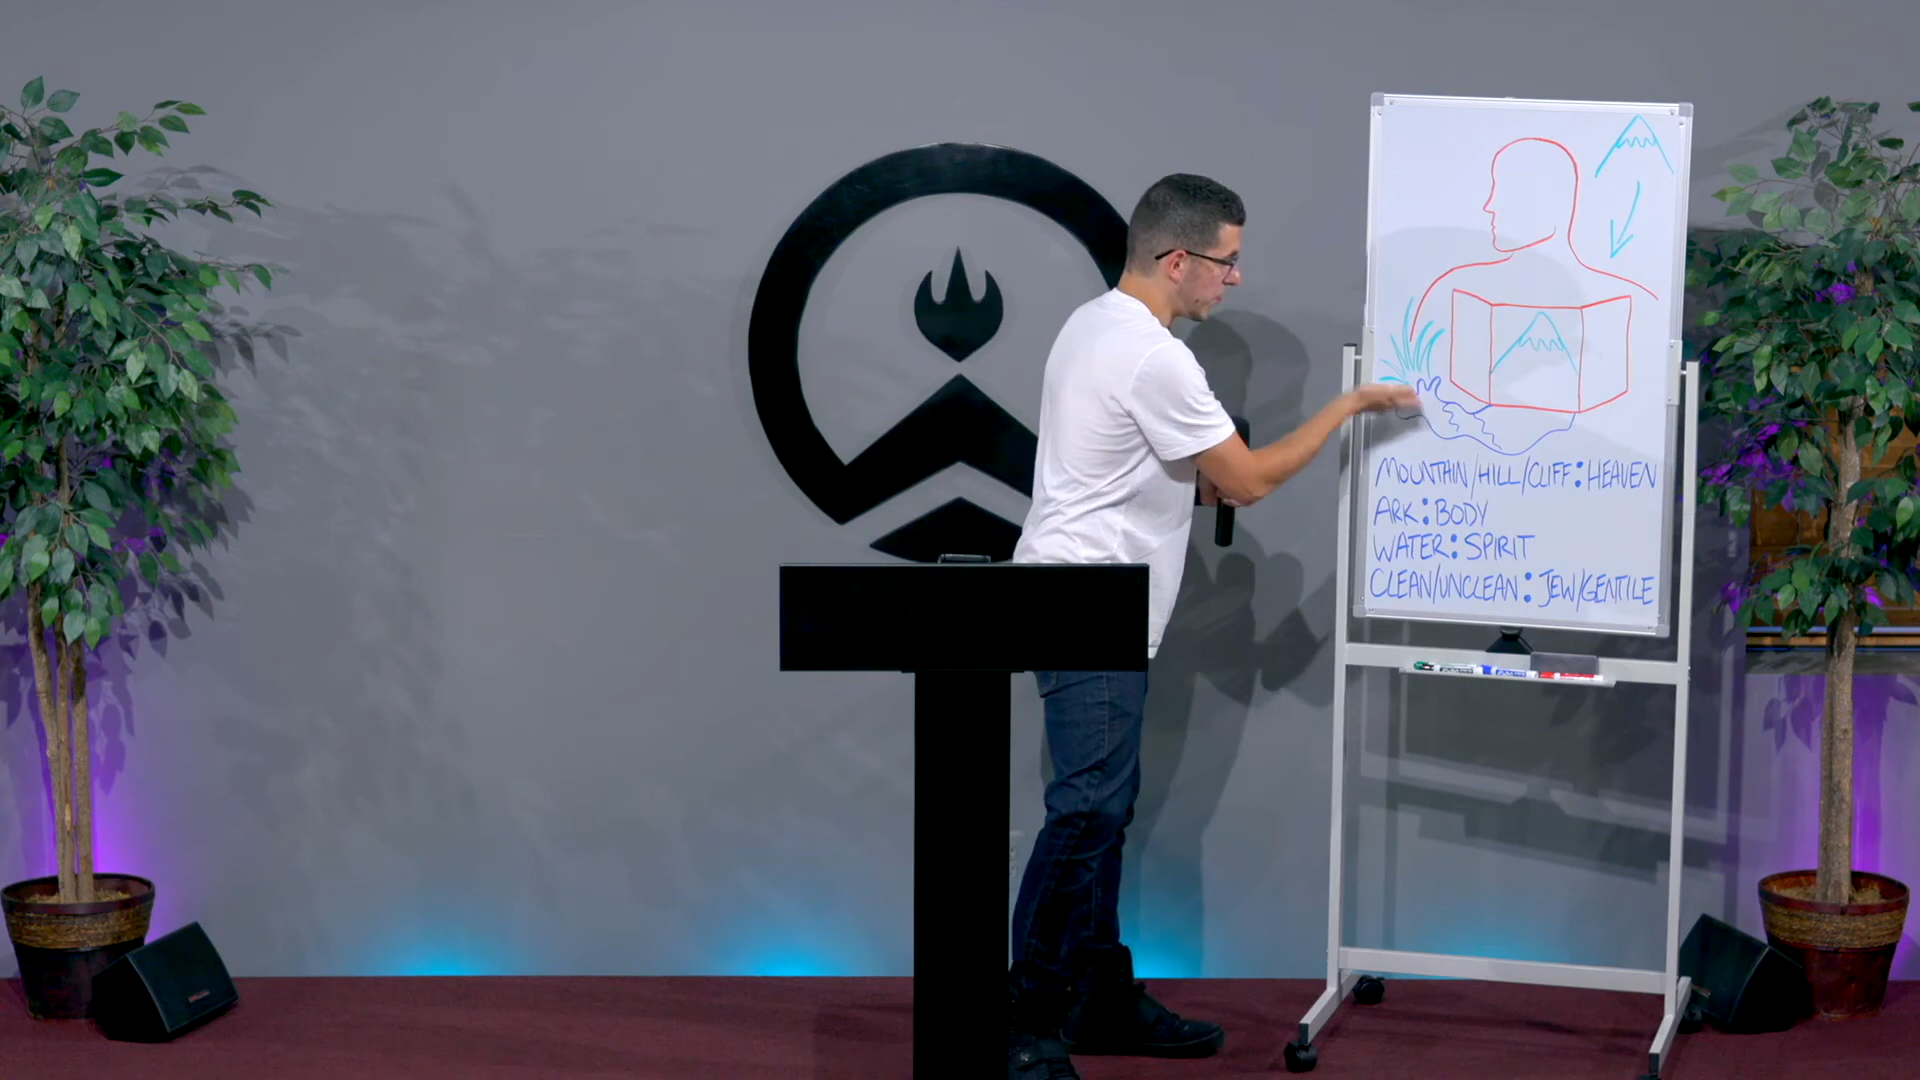 MOUNTAIN/HILL/CLIFF: HEAVEN
ARK: BODY
WATER: SPIRIT
CLEAN/UNCLEAN: JEW/GENTILE